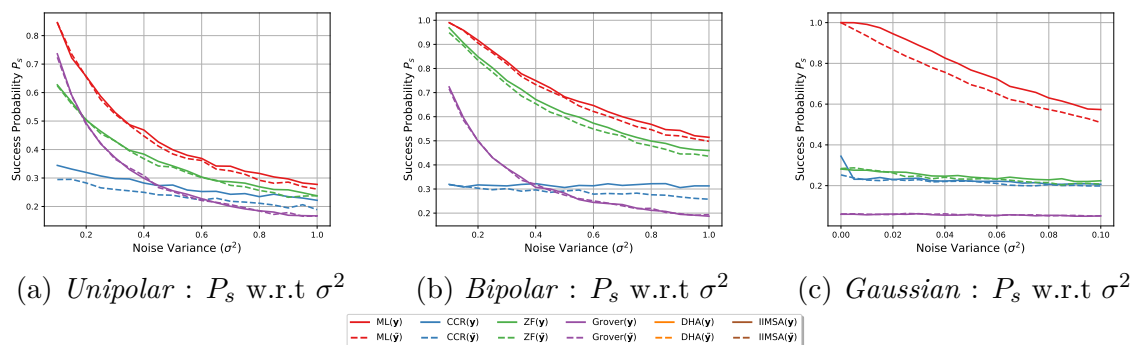 Success Probability Ps
0.8
0.7
0.6
0.5
0.4
0.3
0.2
0.2 0.4 0.6 0.8 1.0
Noise Variance (σ²)
(a) Unipolar : Ps w.r.t σ²
Success Probability Ps
1.0
0.9
0.8
0.7
0.6
0.5
0.4
0.3
0.2
0.2 0.4 0.6 0.8 1.0
Noise Variance (σ²)
(b) Bipolar : Ps w.r.t σ²
Success Probability Ps
1.0
0.8
0.6
0.4
0.2
0.0
0.00 0.02 0.04 0.06 0.08 0.10
Noise Variance (σ²)
(c) Gaussian : Ps w.r.t σ²
ML(y) CCR(y) ZF(y) Grover(y) DHA(y) IIMSA(y)
ML(ỹ) CCR(ỹ) ZF(ỹ) Grover(ỹ) DHA(ỹ) IIMSA(ỹ)